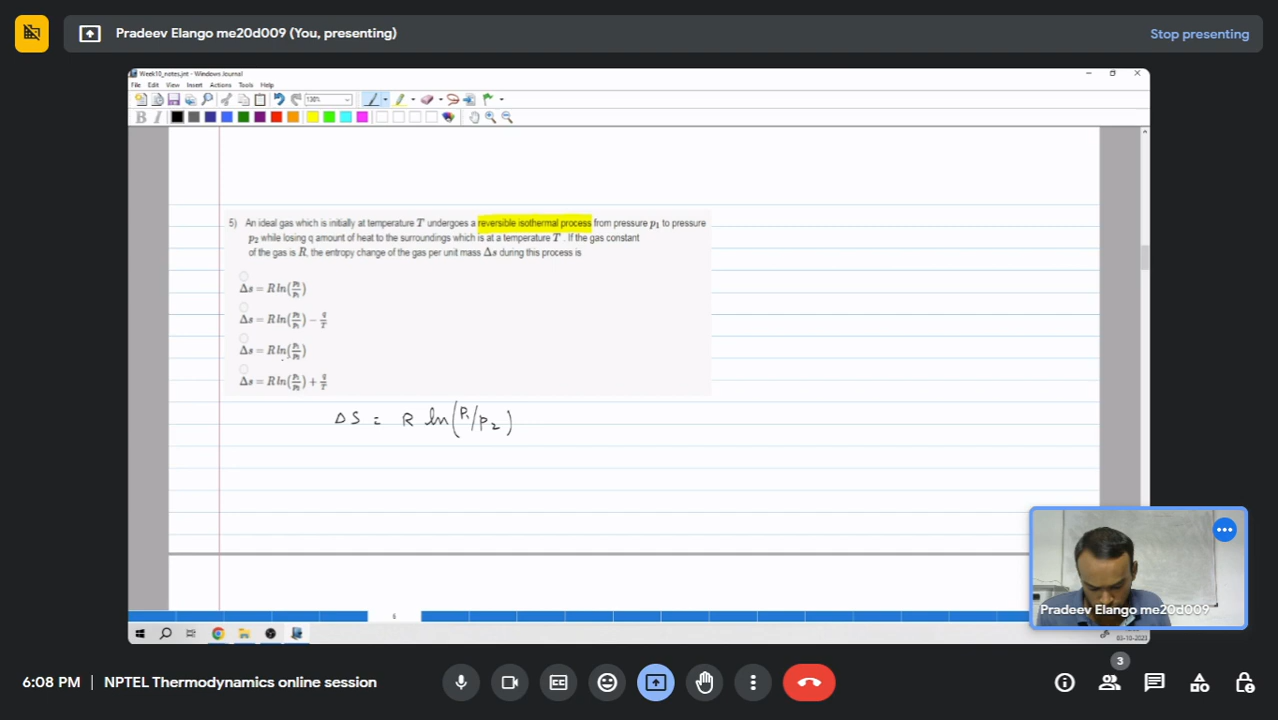 Pradeev Elango me20d009 (You, presenting)
Stop presenting
Week10_notes.jnt - Windows Journal
File Edit View Insert Actions Tools Help
130%
B I
5) An ideal gas which is initially at temperature T undergoes a reversible isothermal process from pressure p₁ to pressure
p₂ while losing q amount of heat to the surroundings which is at a temperature T . If the gas constant
of the gas is R, the entropy change of the gas per unit mass Δs during this process is
Δs = R ln(p₂/p₁)
Δs = R ln(p₂/p₁) − q/T
Δs = R ln(p₁/p₂)
Δs = R ln(p₁/p₂) + q/T
ΔS = R ln(P₁/P₂)
Pradeev Elango me20d009
03-10-2023
3
6:08 PM | NPTEL Thermodynamics online session